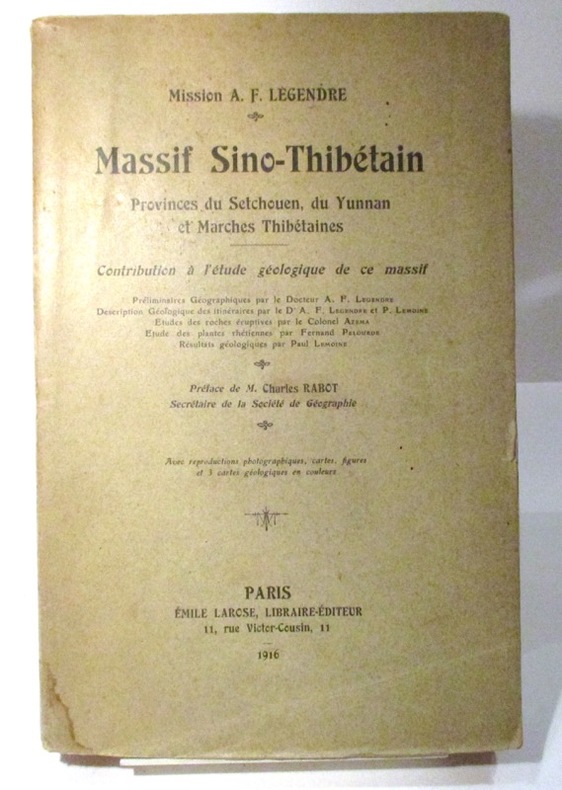 Mission A. F. LEGENDRE
Massif Sino-Thibétain
Provinces du Setchouen, du Yunnan
et Marches Thibétaines
Contribution à l'étude géologique de ce massif
Préliminaires Géographiques par le Docteur A. F. LEGENDRE
Description Géologique des itinéraires par le Dr A. F. LEGENDRE et P. LEMOINE
Etudes des roches éruptives par le Colonel AZEMA
Etude des plantes rhétiennes par Fernand PELOURDE
Résultats géologiques par Paul LEMOINE
Préface de M. Charles RABOT
Secrétaire de la Société de Géographie
Avec reproductions photographiques, cartes, figures
et 3 cartes géologiques en couleurs
PARIS
ÉMILE LAROSE, LIBRAIRE-ÉDITEUR
11, rue Victor-Cousin, 11
1916